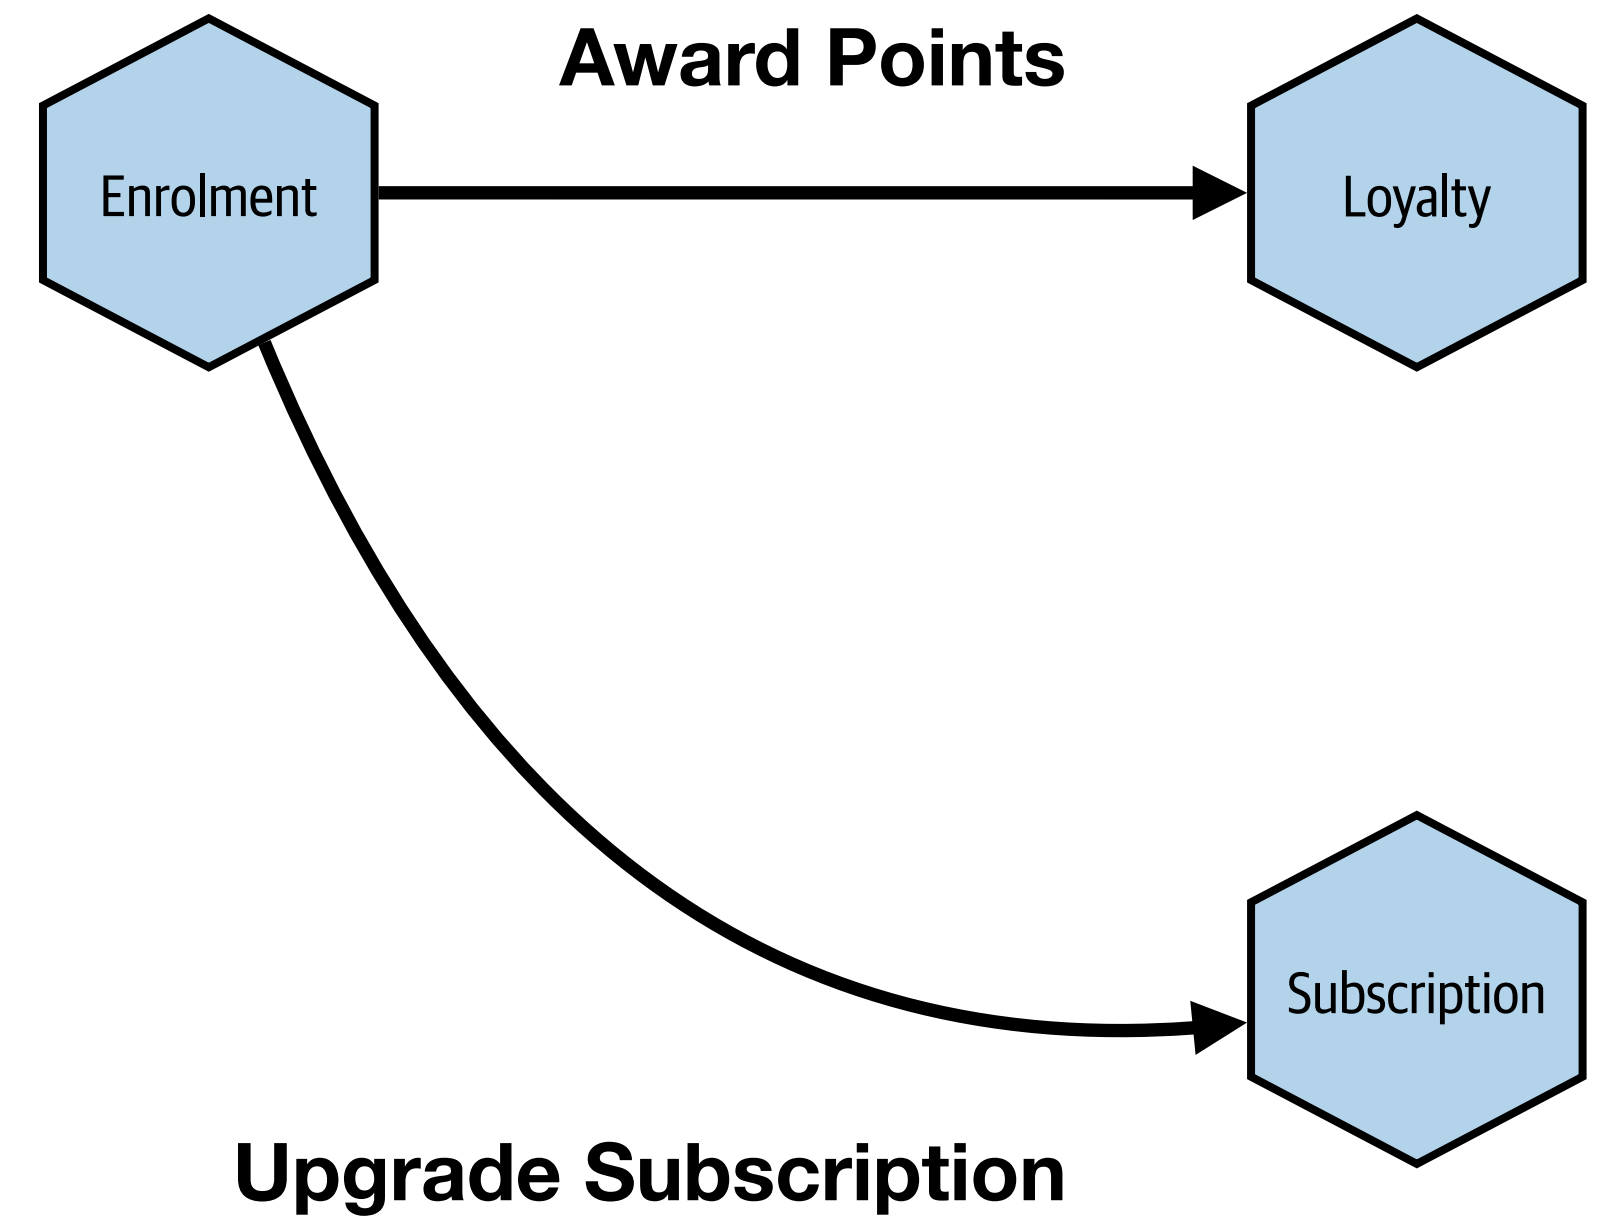 Award Points
Enrolment
Loyalty
Subscription
Upgrade Subscription